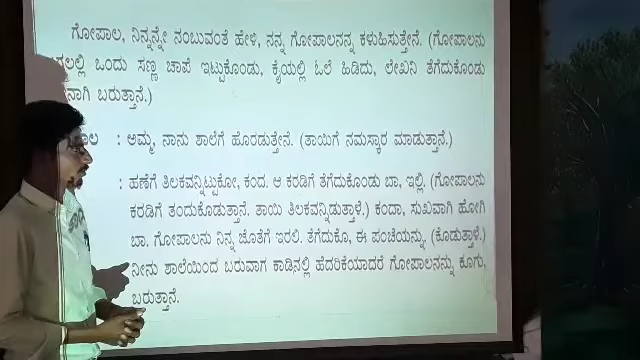 ಗೋಪಾಲ, ನಿನ್ನನ್ನೇ ನಂಬುವಂತೆ ಹೇಳಿ, ನನ್ನ ಗೋಪಾಲನನ್ನ ಕಳುಹಿಸುತ್ತೇನೆ. (ಗೋಪಾಲನು
ಒಂದು ಸಣ್ಣ ಚಾಪೆ ಇಟ್ಟುಕೊಂಡು, ಕೈಯಲ್ಲಿ ಓಲೆ ಹಿಡಿದು, ಲೇಖನಿ ತೆಗೆದುಕೊಂಡು
ಬರುತ್ತಾನೆ.)
: ಅಮ್ಮ, ನಾನು ಶಾಲೆಗೆ ಹೊರಡುತ್ತೇನೆ. (ತಾಯಿಗೆ ನಮಸ್ಕಾರ ಮಾಡುತ್ತಾನೆ.)
: ಹಣೆಗೆ ತಿಲಕವನ್ನಿಟ್ಟುಕೋ, ಕಂದ. ಆ ಕರಡಿಗೆ ತೆಗೆದುಕೊಂಡು ಬಾ, ಇಲ್ಲಿ. (ಗೋಪಾಲನು
ಕರಡಿಗೆ ತಂದುಕೊಡುತ್ತಾನೆ. ತಾಯಿ ತಿಲಕವನ್ನಿಡುತ್ತಾಳೆ.) ಕಂದಾ, ಸುಖವಾಗಿ ಹೋಗಿ
ಬಾ. ಗೋಪಾಲನು ನಿನ್ನ ಜೊತೆಗೆ ಇರಲಿ. ತೆಗೆದುಕೊ, ಈ ಪಂಚೆಯನ್ನು. (ಕೊಡುತ್ತಾಳೆ.)
ನೀನು ಶಾಲೆಯಿಂದ ಬರುವಾಗ ಕಾಡಿನಲ್ಲಿ ಹೆದರಿಕೆಯಾದರೆ ಗೋಪಾಲನನ್ನು ಕೂಗು,
ಬರುತ್ತಾನೆ.